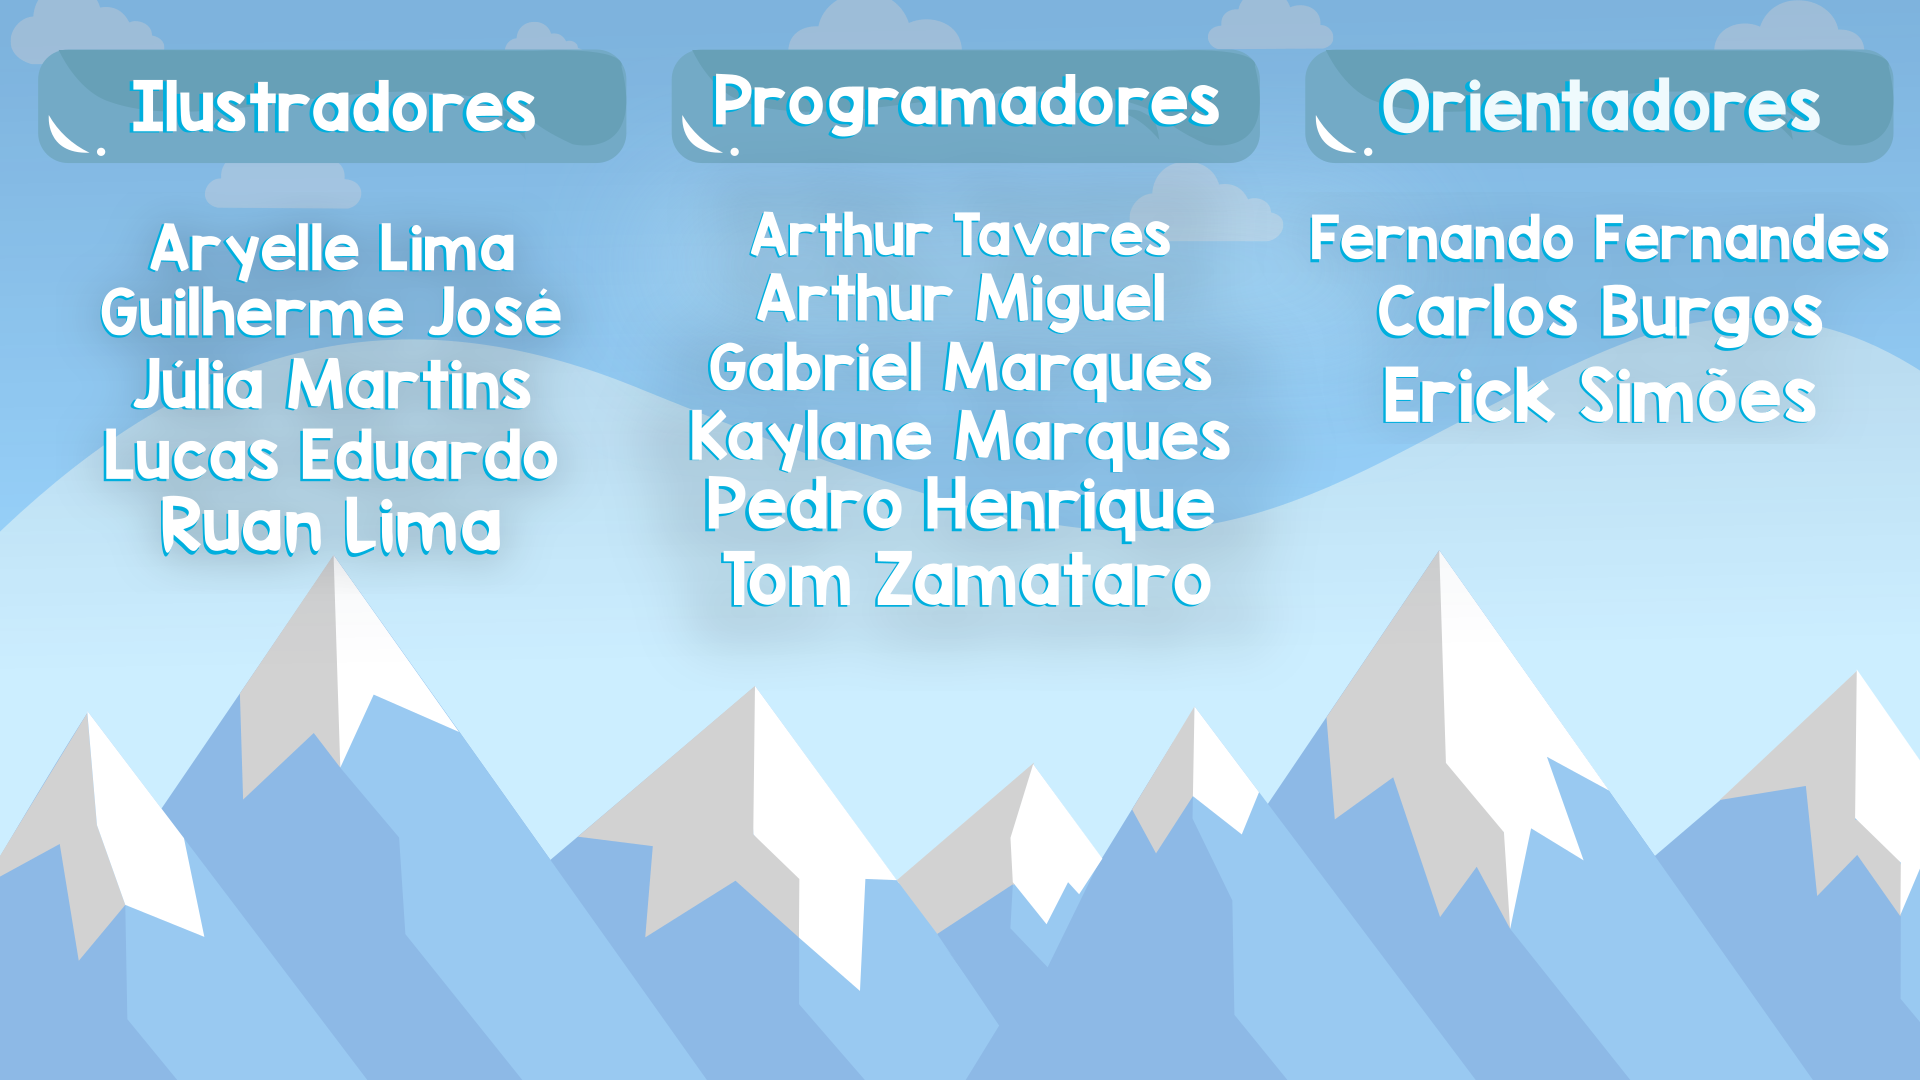 Ilustradores
Aryelle Lima
Guilherme José
Júlia Martins
Lucas Eduardo
Ruan Lima
Programadores
Arthur Tavares
Arthur Miguel
Gabriel Marques
Kaylane Marques
Pedro Henrique
Tom Zamataro
Orientadores
Fernando Fernandes
Carlos Burgos
Erick Simões